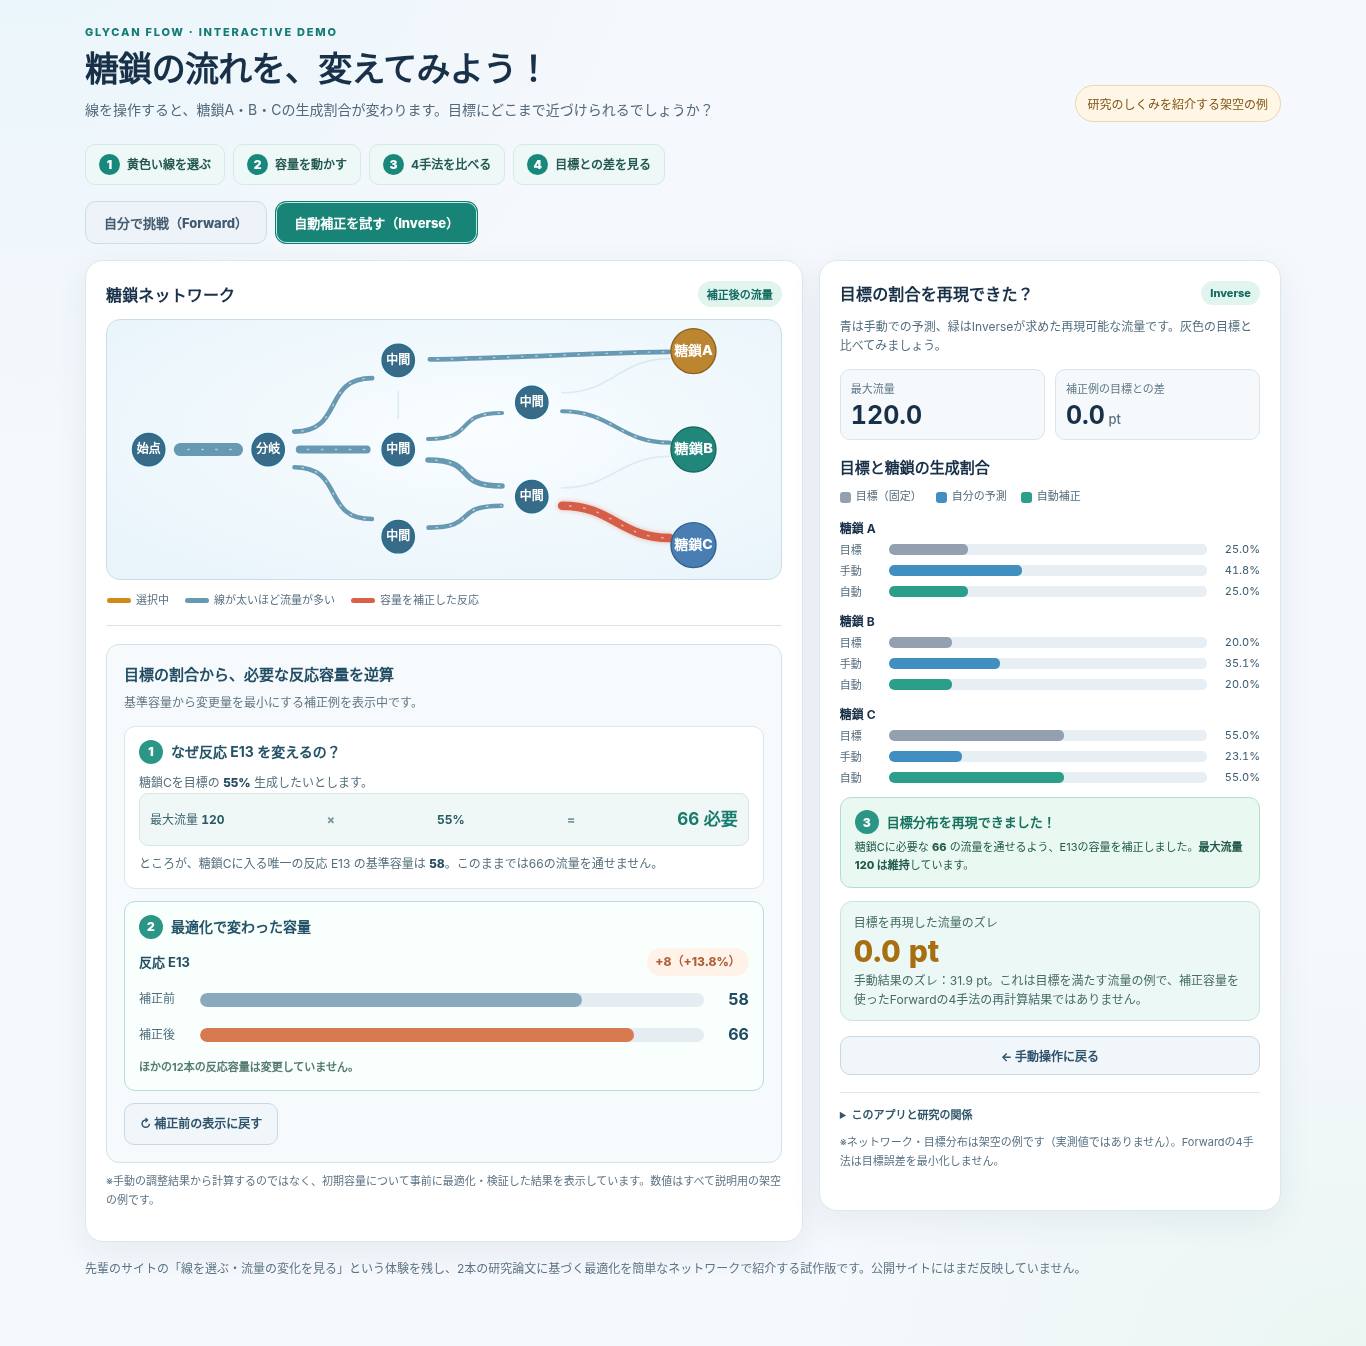 GLYCAN FLOW · INTERACTIVE DEMO
糖鎖の流れを、変えてみよう！
線を操作すると、糖鎖A・B・Cの生成割合が変わります。目標にどこまで近づけられるでしょうか？
研究のしくみを紹介する架空の例
1 黄色い線を選ぶ
2 容量を動かす
3 4手法を比べる
4 目標との差を見る
自分で挑戦（Forward）
自動補正を試す（Inverse）
糖鎖ネットワーク
補正後の流量
始点
分岐
中間
中間
中間
中間
中間
糖鎖A
糖鎖B
糖鎖C
選択中
線が太いほど流量が多い
容量を補正した反応
目標の割合から、必要な反応容量を逆算
基準容量から変更量を最小にする補正例を表示中です。
1 なぜ反応 E13 を変えるの？
糖鎖Cを目標の 55% 生成したいとします。
最大流量 120 × 55% = 66 必要
ところが、糖鎖Cに入る唯一の反応 E13 の基準容量は 58。このままでは66の流量を通せません。
2 最適化で変わった容量
反応 E13
+8（+13.8%）
補正前 58
補正後 66
ほかの12本の反応容量は変更していません。
↻ 補正前の表示に戻す
※手動の調整結果から計算するのではなく、初期容量について事前に最適化・検証した結果を表示しています。数値はすべて説明用の架空
の例です。
目標の割合を再現できた？
Inverse
青は手動での予測、緑はInverseが求めた再現可能な流量です。灰色の目標と
比べてみましょう。
最大流量
120.0
補正例の目標との差
0.0 pt
目標と糖鎖の生成割合
目標（固定）
自分の予測
自動補正
糖鎖 A
目標 25.0%
手動 41.8%
自動 25.0%
糖鎖 B
目標 20.0%
手動 35.1%
自動 20.0%
糖鎖 C
目標 55.0%
手動 23.1%
自動 55.0%
3 目標分布を再現できました！
糖鎖Cに必要な 66 の流量を通せるよう、E13の容量を補正しました。最大流量
120 は維持しています。
目標を再現した流量のズレ
0.0 pt
手動結果のズレ：31.9 pt。これは目標を満たす流量の例で、補正容量を
使ったForwardの4手法の再計算結果ではありません。
← 手動操作に戻る
▶ このアプリと研究の関係
※ネットワーク・目標分布は架空の例です（実測値ではありません）。Forwardの4手
法は目標誤差を最小化しません。
先輩のサイトの「線を選ぶ・流量の変化を見る」という体験を残し、2本の研究論文に基づく最適化を簡単なネットワークで紹介する試作版です。公開サイトにはまだ反映していません。